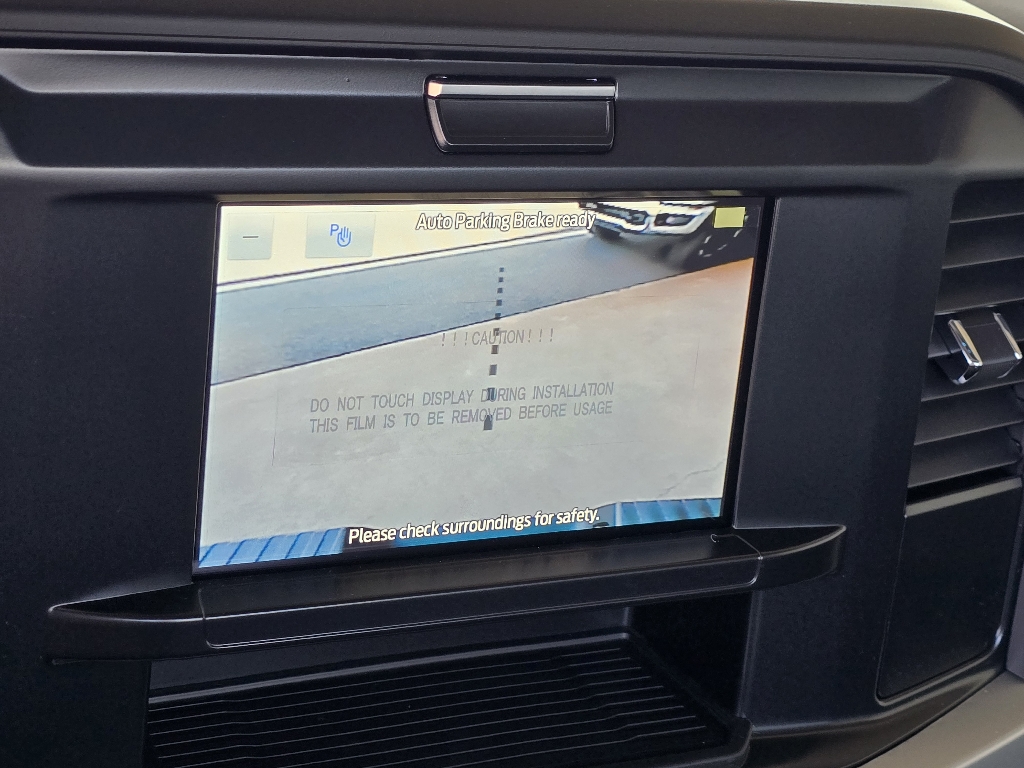 Auto Parking Brake ready
P
! ! ! CAUTION ! ! !
DO NOT TOUCH DISPLAY DURING INSTALLATION
THIS FILM IS TO BE REMOVED BEFORE USAGE
Please check surroundings for safety.